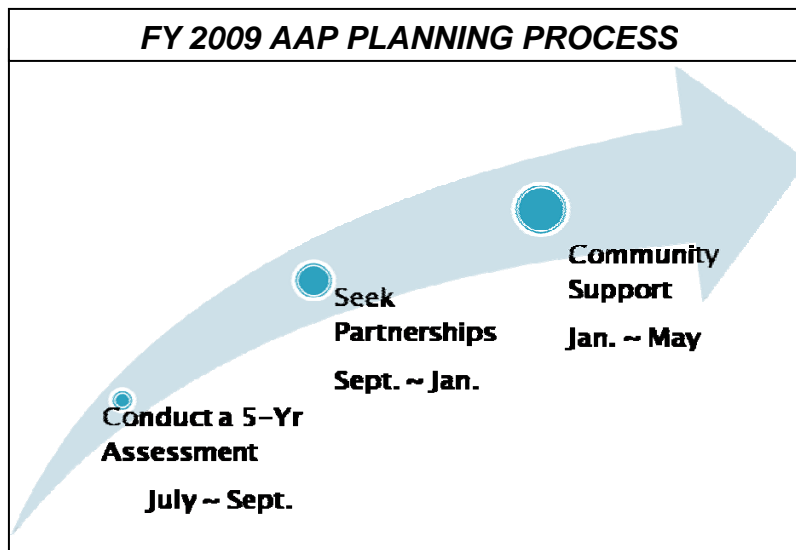 FY 2009 AAP PLANNING PROCESS
Conduct a 5-Yr
Assessment
July ~ Sept.
Seek
Partnerships
Sept. ~ Jan.
Community
Support
Jan. ~ May